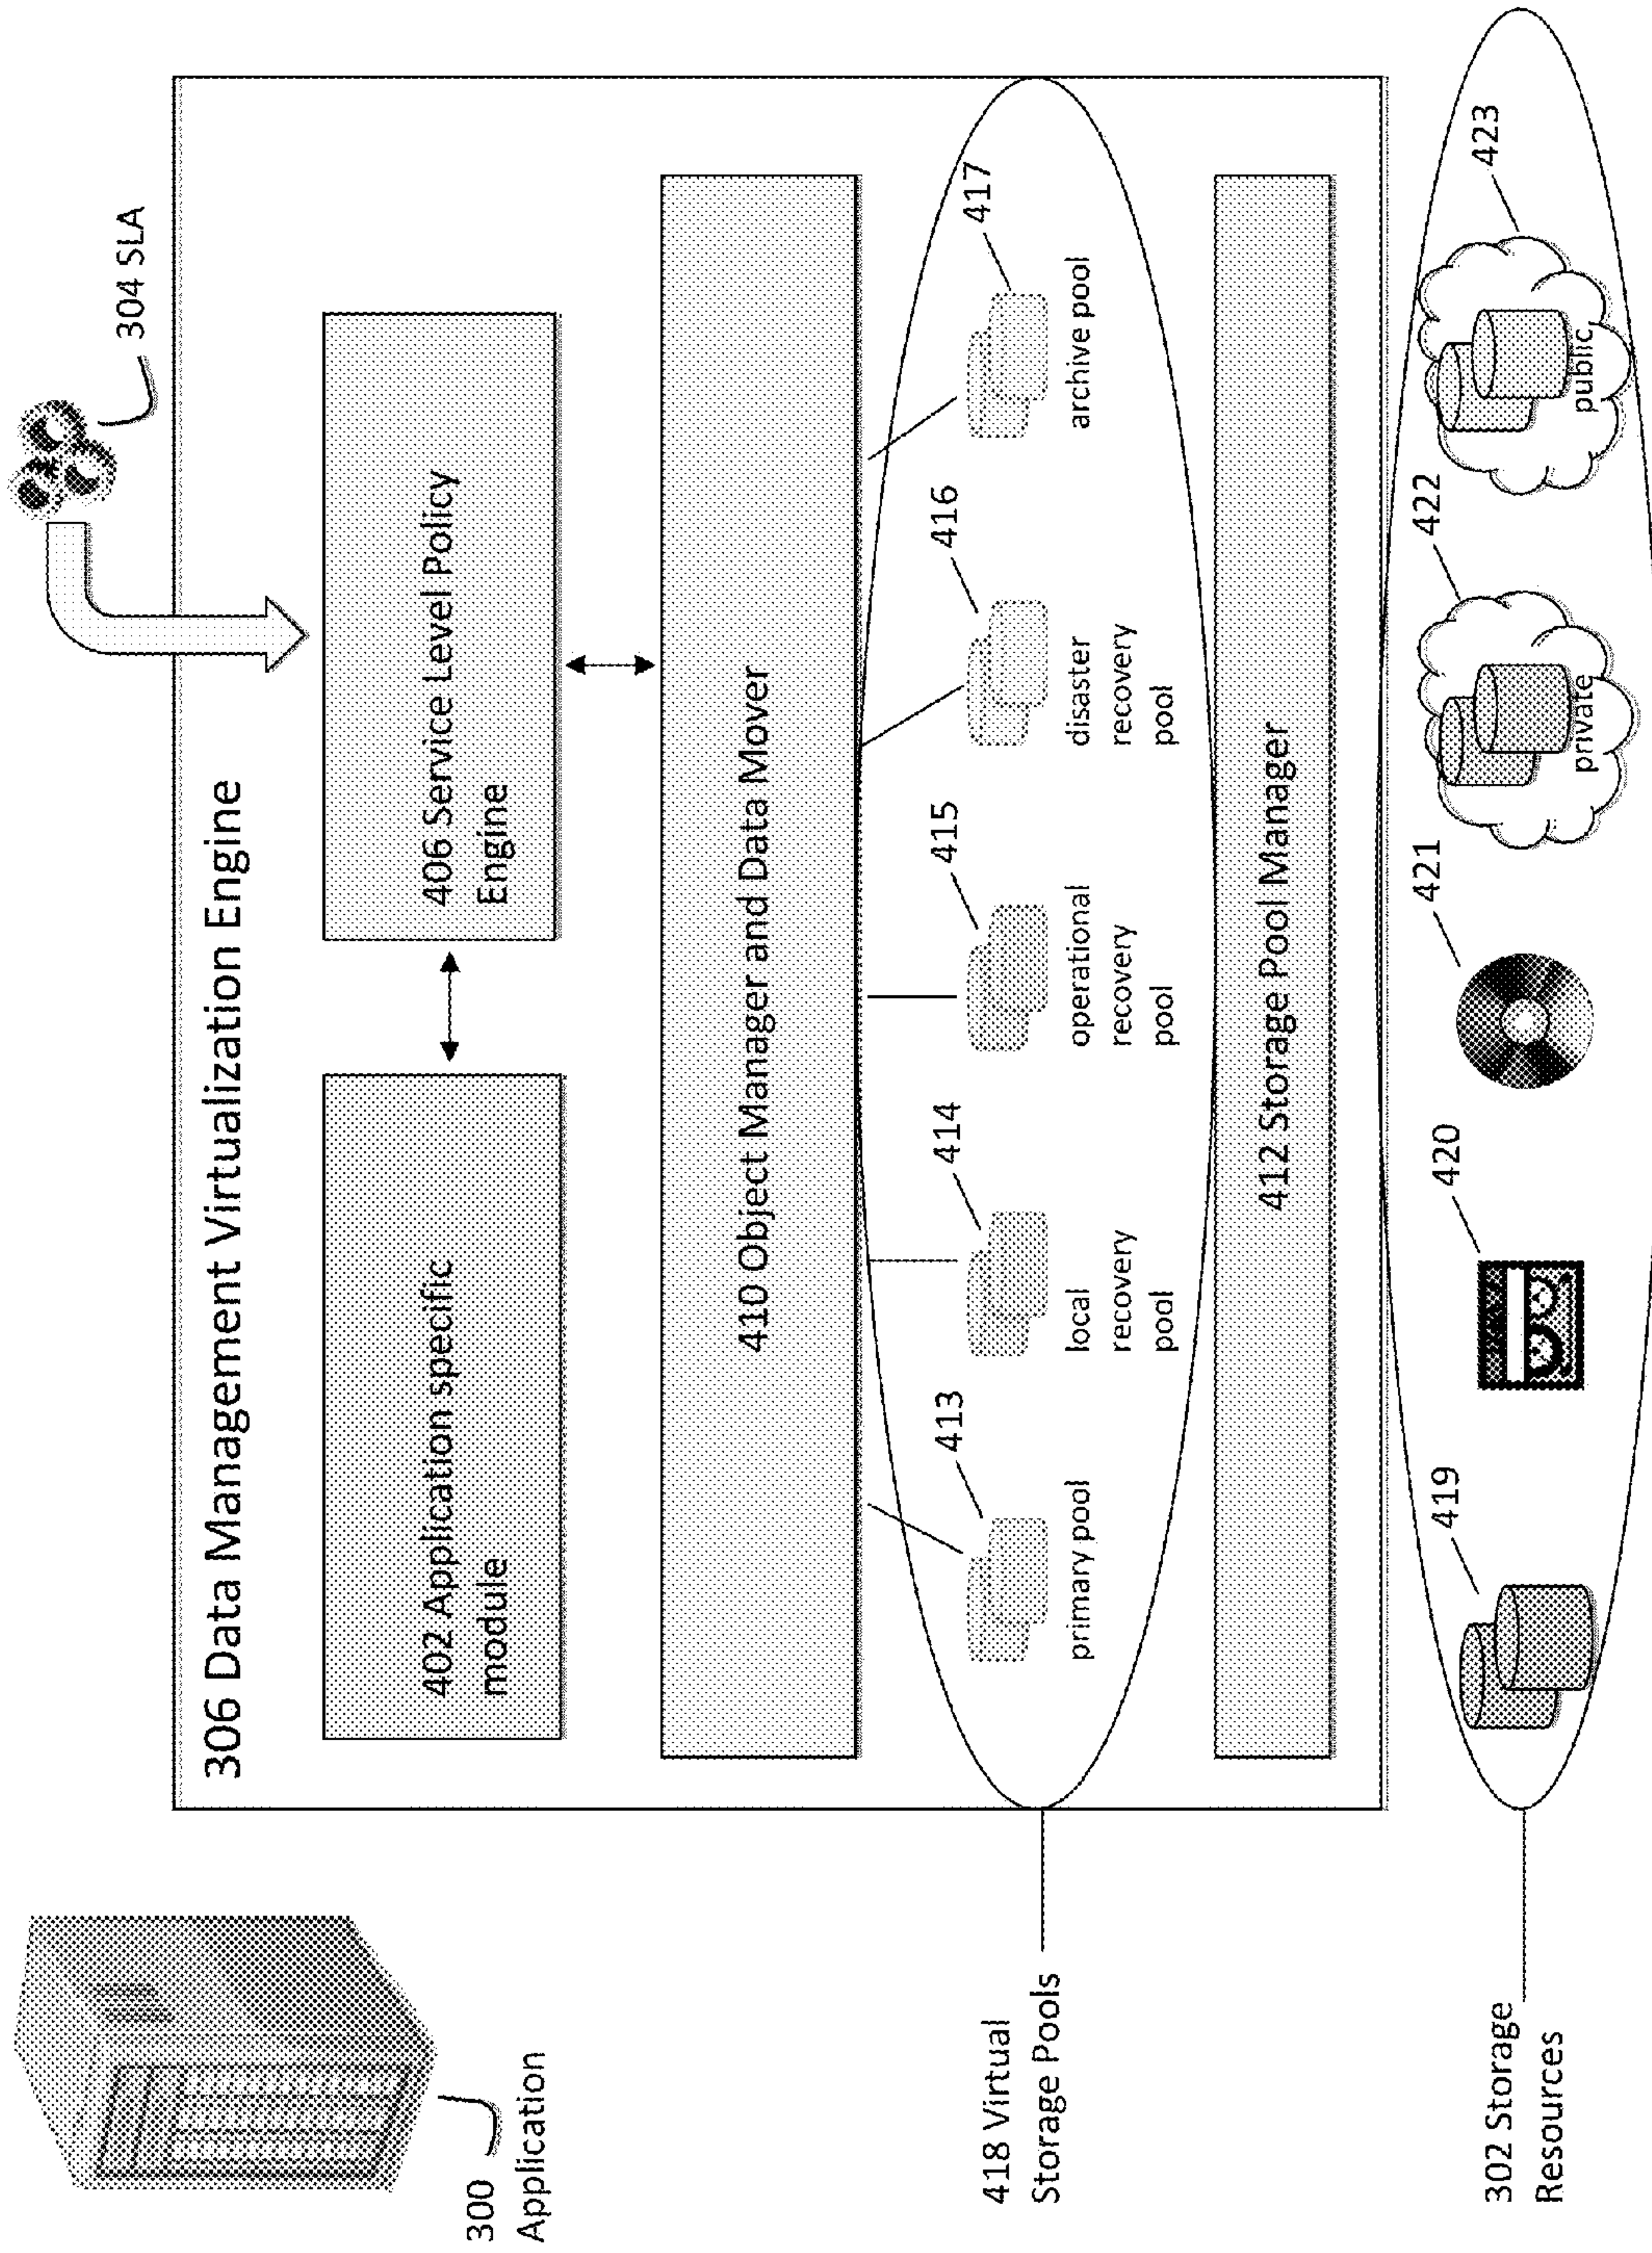 304 SLA
306 Data Management Virtualization Engine
300
Application
402 Application specific
module
406 Service Level Policy
Engine
410 Object Manager and Data Mover
413
414
415
416
417
primary pool
local
recovery
pool
operational
recovery
pool
disaster
recovery
pool
archive pool
418 Virtual
Storage Pools
412 Storage Pool Manager
419
420
421
422
423
private
public
302 Storage
Resources